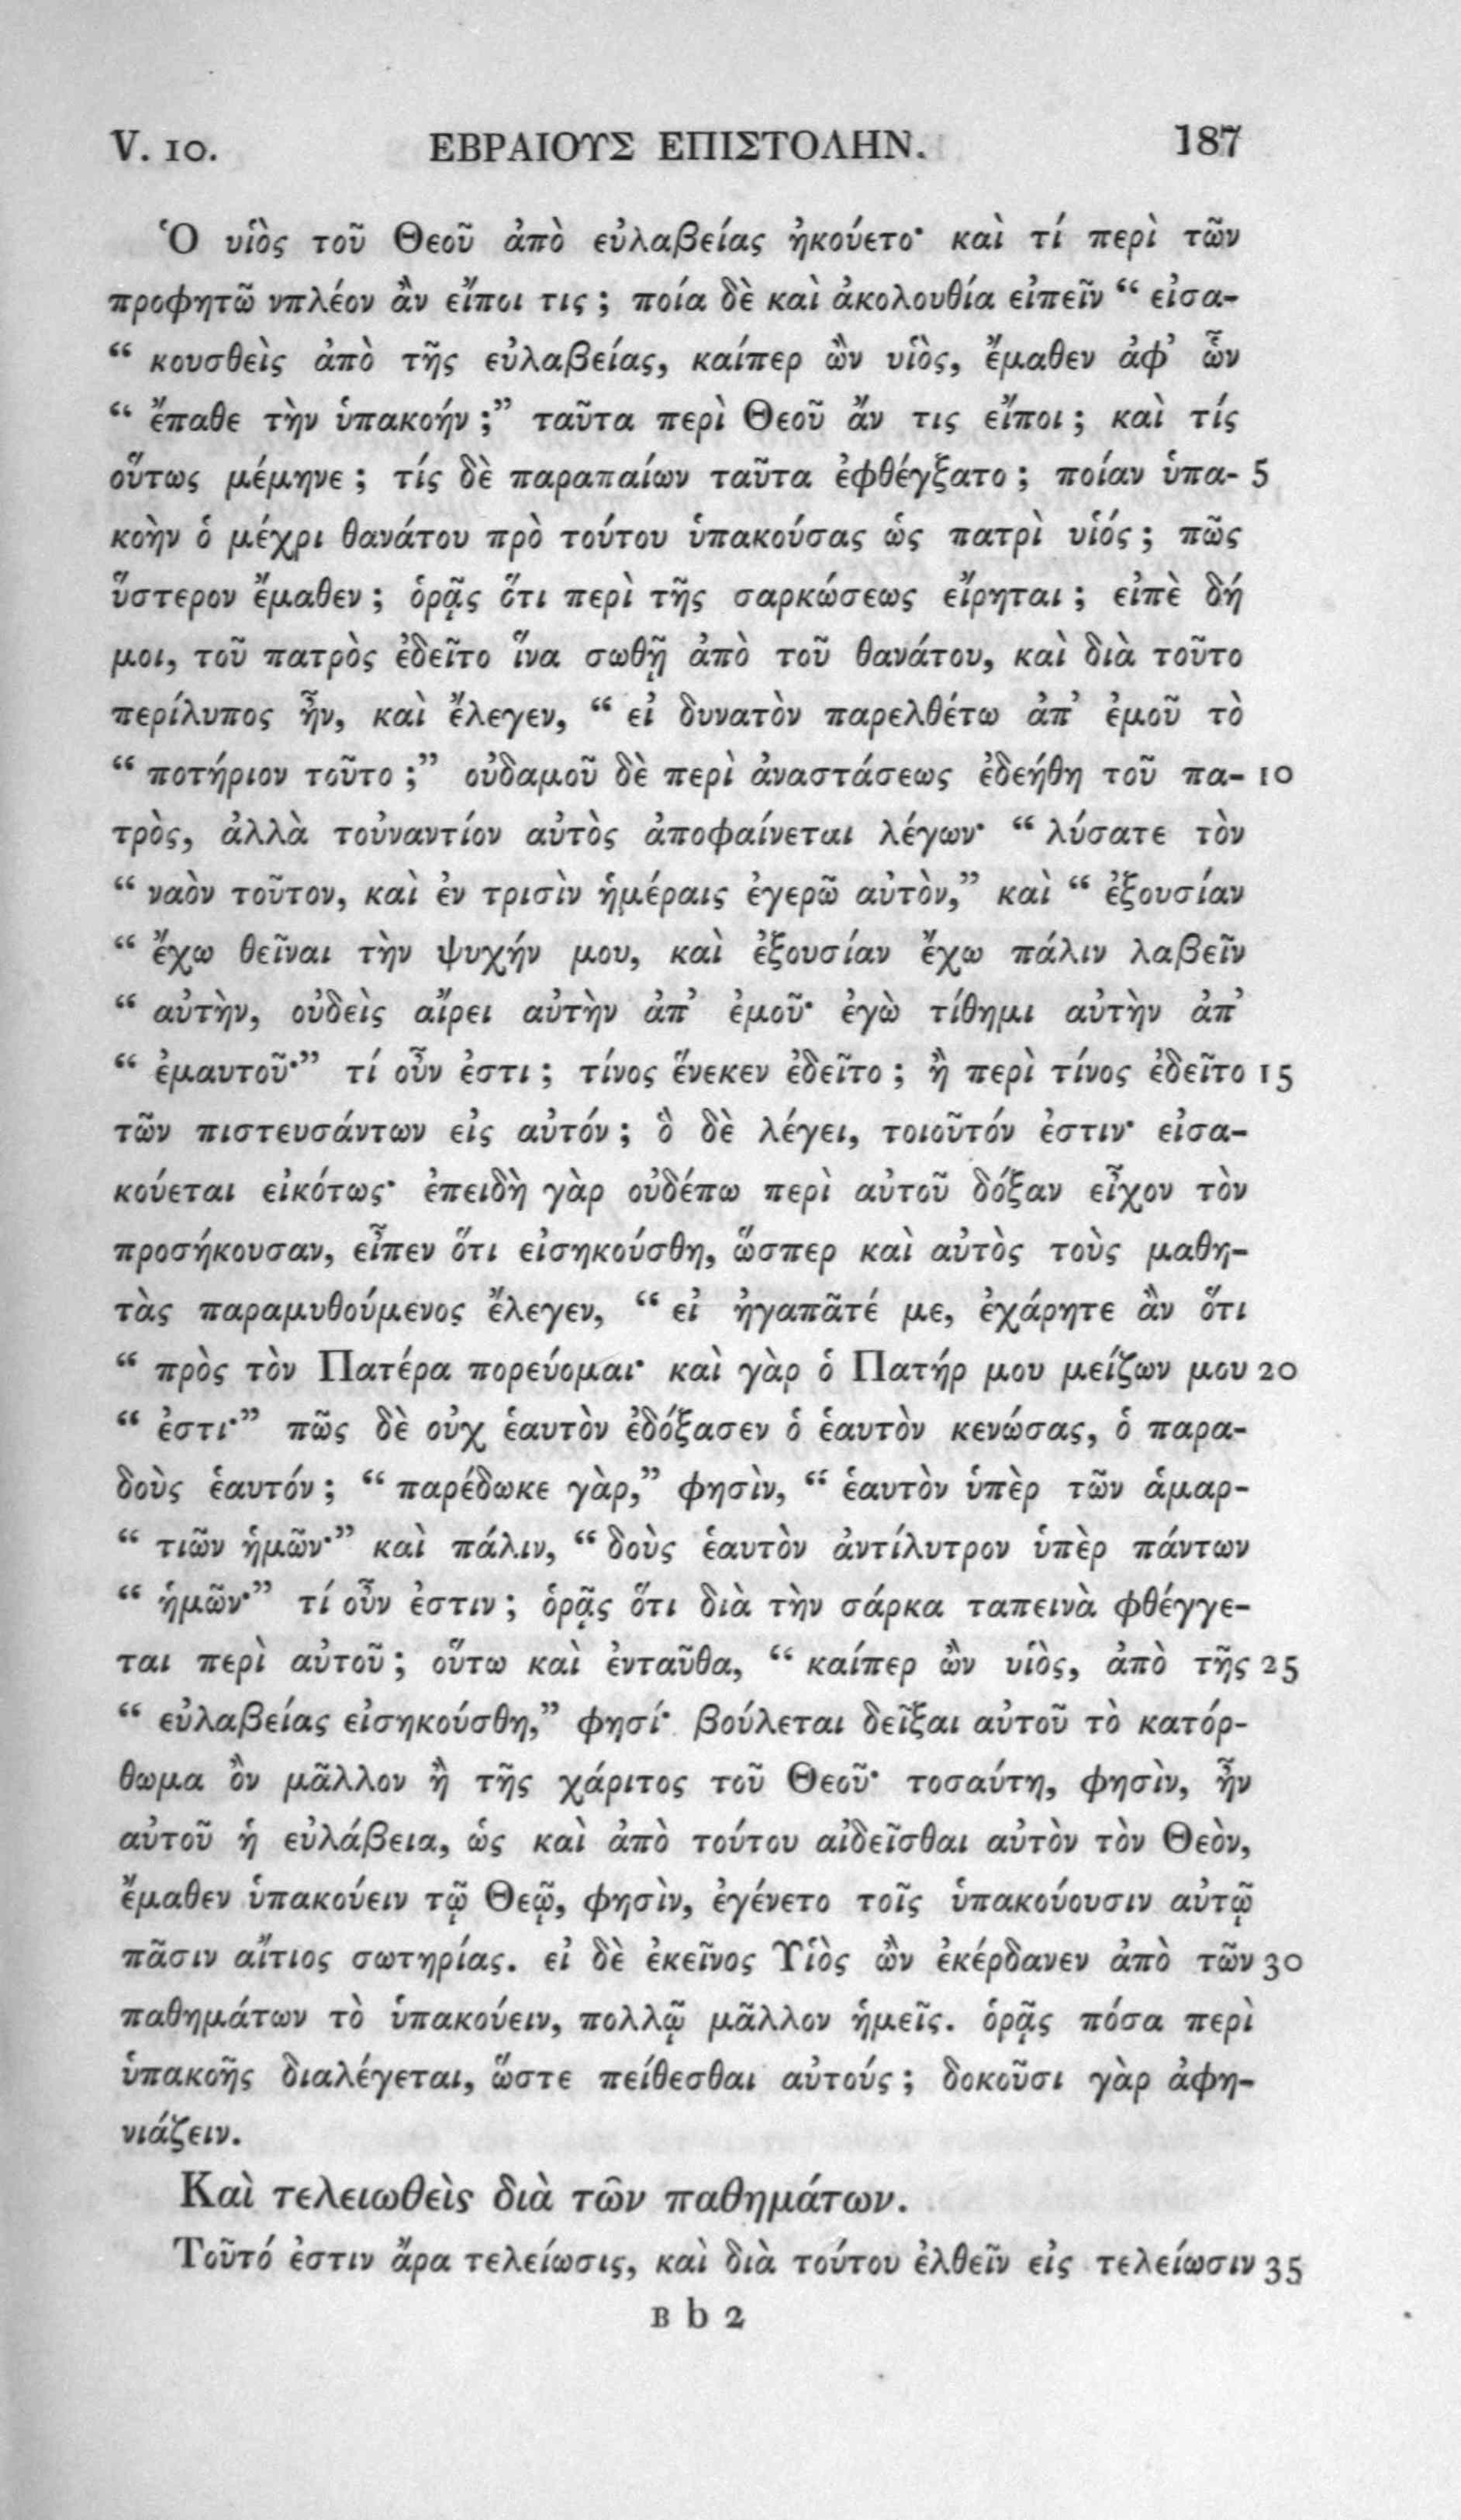 V. 10. ΕΒΡΑΙΟΥΣ ΕΠΙΣΤΟΛΗΝ. 187
Ὁ υἱὸς τοῦ Θεοῦ ἀπὸ εὐλαβείας ἠκούετο· καὶ τί περὶ τῶν
προφητῶ νπλέον ἂν εἴποι τις ; ποία δὲ καὶ ἀκολουθία εἰπεῖν “ εἰσα-
“ κουσθεὶς ἀπὸ τῆς εὐλαβείας, καίπερ ὢν υἱὸς, ἔμαθεν ἀφ’ ὧν
“ ἔπαθε τὴν ὑπακοήν ;” ταῦτα περὶ Θεοῦ ἄν τις εἴποι ; καὶ τίς
οὕτως μέμηνε ; τίς δὲ παραπαίων ταῦτα ἐφθέγξατο ; ποίαν ὑπα- 5
κοὴν ὁ μέχρι θανάτου πρὸ τούτου ὑπακούσας ὡς πατρὶ υἱός ; πῶς
ὕστερον ἔμαθεν ; ὁρᾷς ὅτι περὶ τῆς σαρκώσεως εἴρηται ; εἰπὲ δή
μοι, τοῦ πατρὸς ἐδεῖτο ἵνα σωθῇ ἀπὸ τοῦ θανάτου, καὶ διὰ τοῦτο
περίλυπος ἦν, καὶ ἔλεγεν, “ εἰ δυνατὸν παρελθέτω ἀπ’ ἐμοῦ τὸ
“ ποτήριον τοῦτο ;” οὐδαμοῦ δὲ περὶ ἀναστάσεως ἐδεήθη τοῦ πα- 10
τρὸς, ἀλλὰ τοὐναντίον αὐτὸς ἀποφαίνεται λέγων· “ λύσατε τὸν
“ ναὸν τοῦτον, καὶ ἐν τρισὶν ἡμέραις ἐγερῶ αὐτὸν,” καὶ “ ἐξουσίαν
“ ἔχω θεῖναι τὴν ψυχήν μου, καὶ ἐξουσίαν ἔχω πάλιν λαβεῖν
“ αὐτὴν, οὐδεὶς αἴρει αὐτὴν ἀπ’ ἐμοῦ· ἐγὼ τίθημι αὐτὴν ἀπ’
“ ἐμαυτοῦ·” τί οὖν ἐστι ; τίνος ἕνεκεν ἐδεῖτο ; ἢ περὶ τίνος ἐδεῖτο 15
τῶν πιστευσάντων εἰς αὐτόν ; ὃ δὲ λέγει, τοιοῦτόν ἐστιν· εἰσα-
κούεται εἰκότως· ἐπειδὴ γὰρ οὐδέπω περὶ αὐτοῦ δόξαν εἶχον τὸν
προσήκουσαν, εἶπεν ὅτι εἰσηκούσθη, ὥσπερ καὶ αὐτὸς τοὺς μαθη-
τὰς παραμυθούμενος ἔλεγεν, “ εἰ ἠγαπᾶτέ με, ἐχάρητε ἂν ὅτι
“ πρὸς τὸν Πατέρα πορεύομαι· καὶ γὰρ ὁ Πατήρ μου μείζων μου 20
“ ἐστι·” πῶς δὲ οὐχ ἑαυτὸν ἐδόξασεν ὁ ἑαυτὸν κενώσας, ὁ παρα-
δοὺς ἑαυτόν ; “ παρέδωκε γὰρ,” φησὶν, “ ἑαυτὸν ὑπὲρ τῶν ἁμαρ-
“ τιῶν ἡμῶν·” καὶ πάλιν, “ δοὺς ἑαυτὸν ἀντίλυτρον ὑπὲρ πάντων
“ ἡμῶν·” τί οὖν ἐστιν ; ὁρᾷς ὅτι διὰ τὴν σάρκα ταπεινὰ φθέγγε-
ται περὶ αὐτοῦ ; οὕτω καὶ ἐνταῦθα, “ καίπερ ὢν υἱὸς, ἀπὸ τῆς 25
“ εὐλαβείας εἰσηκούσθη,” φησί· βούλεται δεῖξαι αὐτοῦ τὸ κατόρ-
θωμα ὂν μᾶλλον ἢ τῆς χάριτος τοῦ Θεοῦ· τοσαύτη, φησὶν, ἦν
αὐτοῦ ἡ εὐλάβεια, ὡς καὶ ἀπὸ τούτου αἰδεῖσθαι αὐτὸν τὸν Θεὸν,
ἔμαθεν ὑπακούειν τῷ Θεῷ, φησὶν, ἐγένετο τοῖς ὑπακούουσιν αὐτῷ
πᾶσιν αἴτιος σωτηρίας. εἰ δὲ ἐκεῖνος Υἱὸς ὢν ἐκέρδανεν ἀπὸ τῶν 30
παθημάτων τὸ ὑπακούειν, πολλῷ μᾶλλον ἡμεῖς. ὁρᾷς πόσα περὶ
ὑπακοῆς διαλέγεται, ὥστε πείθεσθαι αὐτούς ; δοκοῦσι γὰρ ἀφη-
νιάζειν.
Καὶ τελειωθεὶς διὰ τῶν παθημάτων.
Τοῦτό ἐστιν ἄρα τελείωσις, καὶ διὰ τούτου ἐλθεῖν εἰς τελείωσιν 35
B b 2